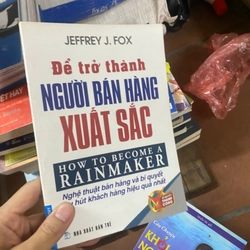 JEFFREY J. FOX
Để trở thành
NGƯỜI BÁN HÀNG
XUẤT SẮC
HOW TO BECOME A
RAINMAKER
Nghệ thuật bán hàng và bí quyết
thu hút khách hàng hiệu quả nhất
NHÀ XUẤT BẢN TRẺ